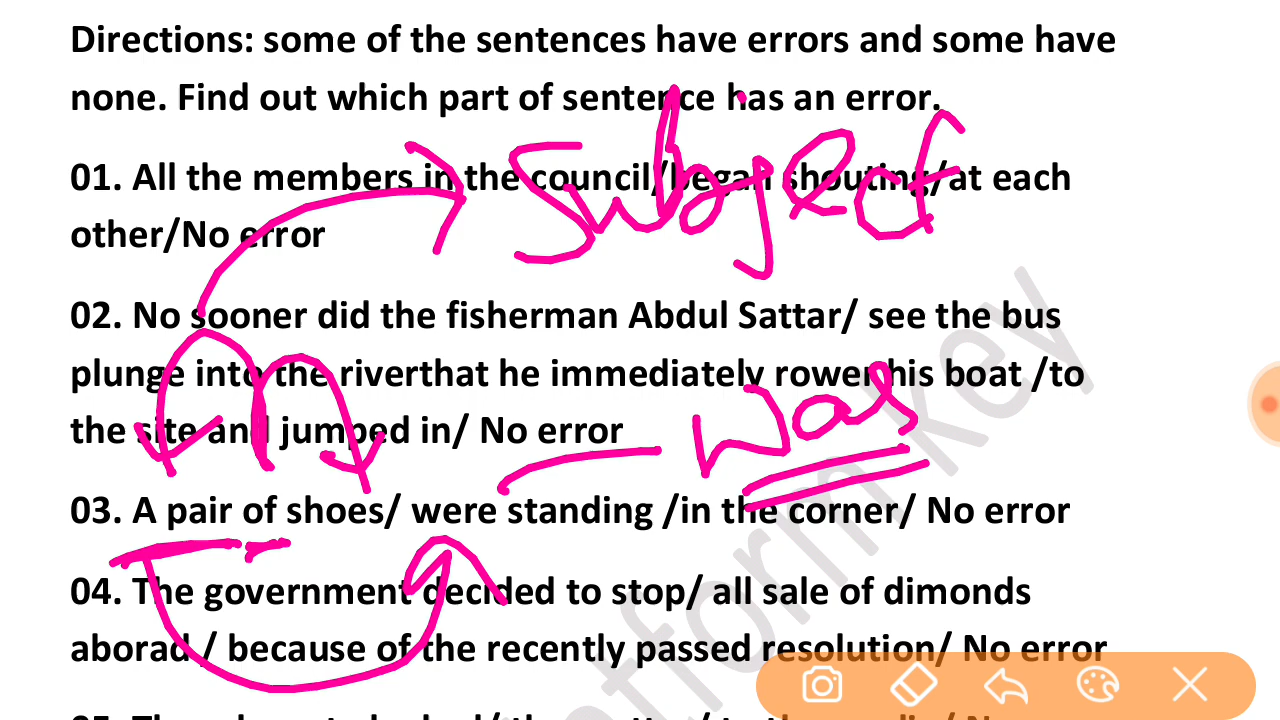 Directions: some of the sentences have errors and some have
none. Find out which part of sentence has an error.
01. All the members in the council/began shouting/at each
other/No error
Subject
02. No sooner did the fisherman Abdul Sattar/ see the bus
plunge into the riverthat he immediately rower his boat /to
was
the site and jumped in/ No error
03. A pair of shoes/ were standing /in the corner/ No error
04. The government decided to stop/ all sale of dimonds
aborad / because of the recently passed resolution/ No error
form key